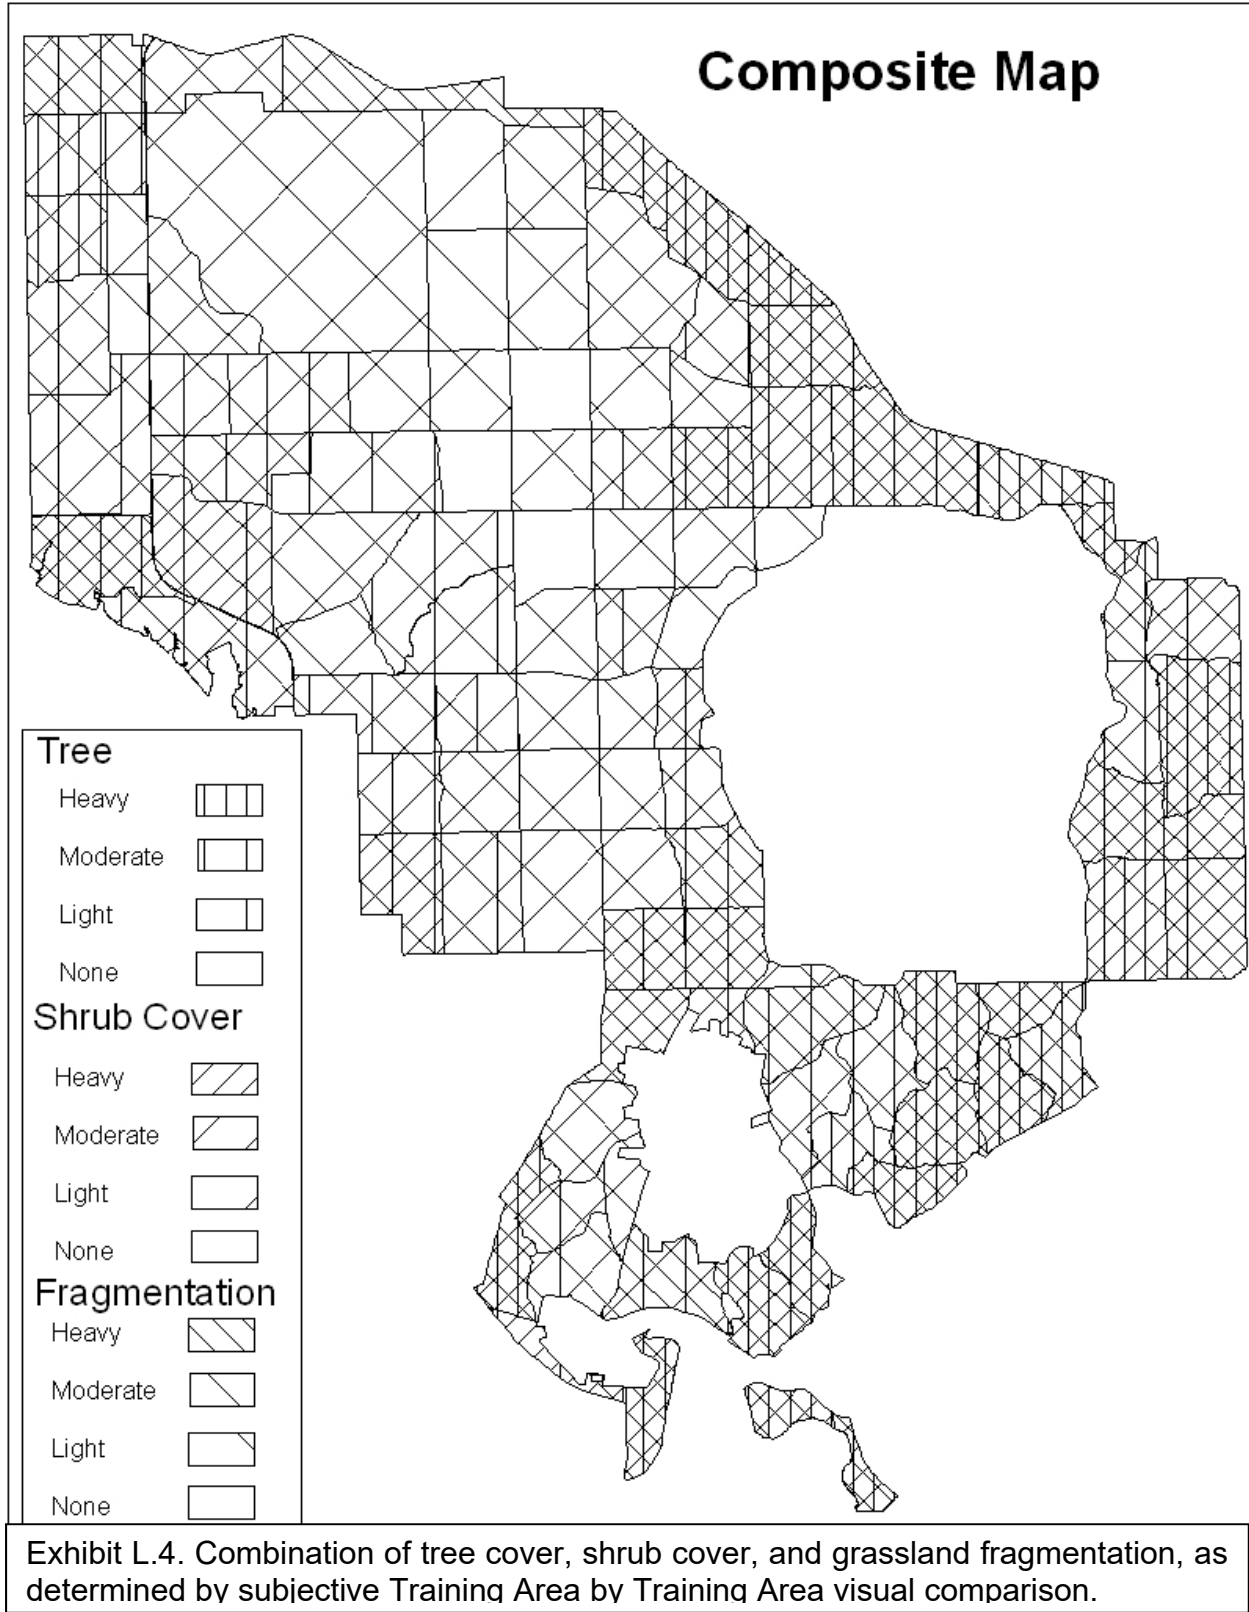 Composite Map
Tree
Heavy
Moderate
Light
None
Shrub Cover
Heavy
Moderate
Light
None
Fragmentation
Heavy
Moderate
Light
None
Exhibit L.4. Combination of tree cover, shrub cover, and grassland fragmentation, as
determined by subjective Training Area by Training Area visual comparison.